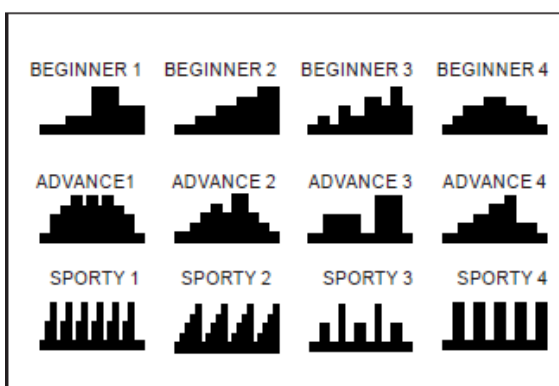 BEGINNER 1 BEGINNER 2 BEGINNER 3 BEGINNER 4
ADVANCE1 ADVANCE 2 ADVANCE 3 ADVANCE 4
SPORTY 1 SPORTY 2 SPORTY 3 SPORTY 4